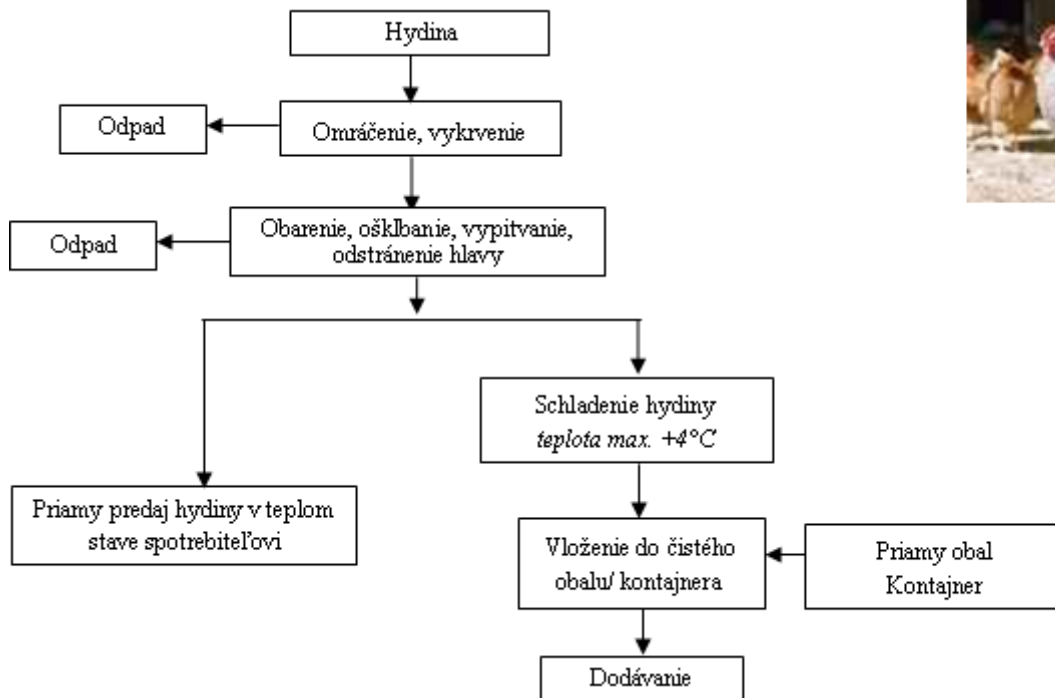 Hydina
Odpad
Omráčenie, vykrvenie
Odpad
Obarenie, ošklbanie, vypitvanie,
odstránenie hlavy
Schladenie hydiny
teplota max. +4°C
Priamy predaj hydiny v teplom
stave spotrebiteľovi
Vloženie do čistého
obalu/ kontajnera
Priamy obal
Kontajner
Dodávanie